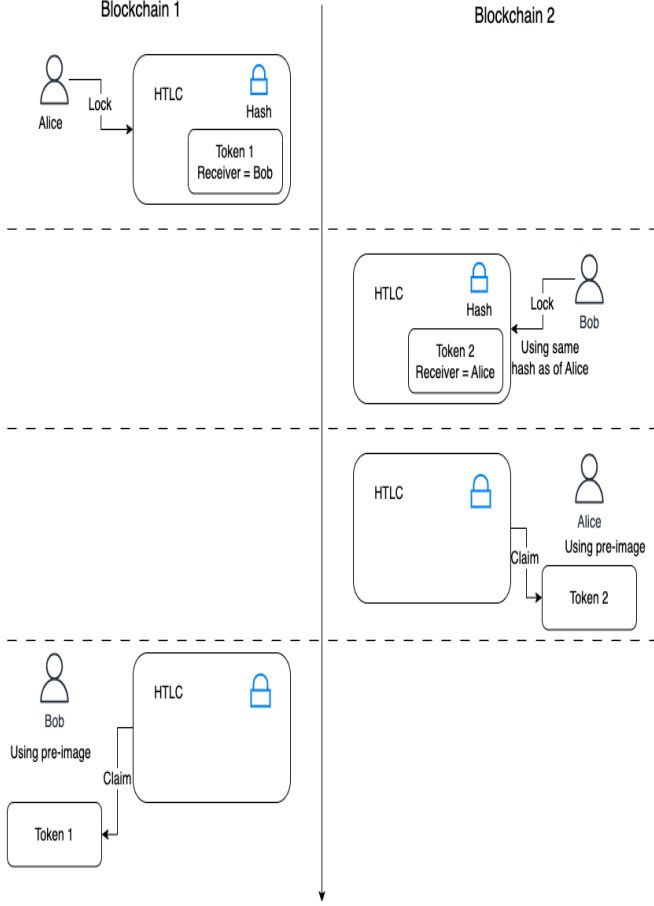 Blockchain 1
Blockchain 2
Alice
Lock
HTLC
Hash
Token 1
Receiver = Bob
HTLC
Hash
Token 2
Receiver = Alice
Lock
Bob
Using same
hash as of Alice
HTLC
Claim
Alice
Using pre-image
Token 2
Bob
Using pre-image
HTLC
Claim
Token 1